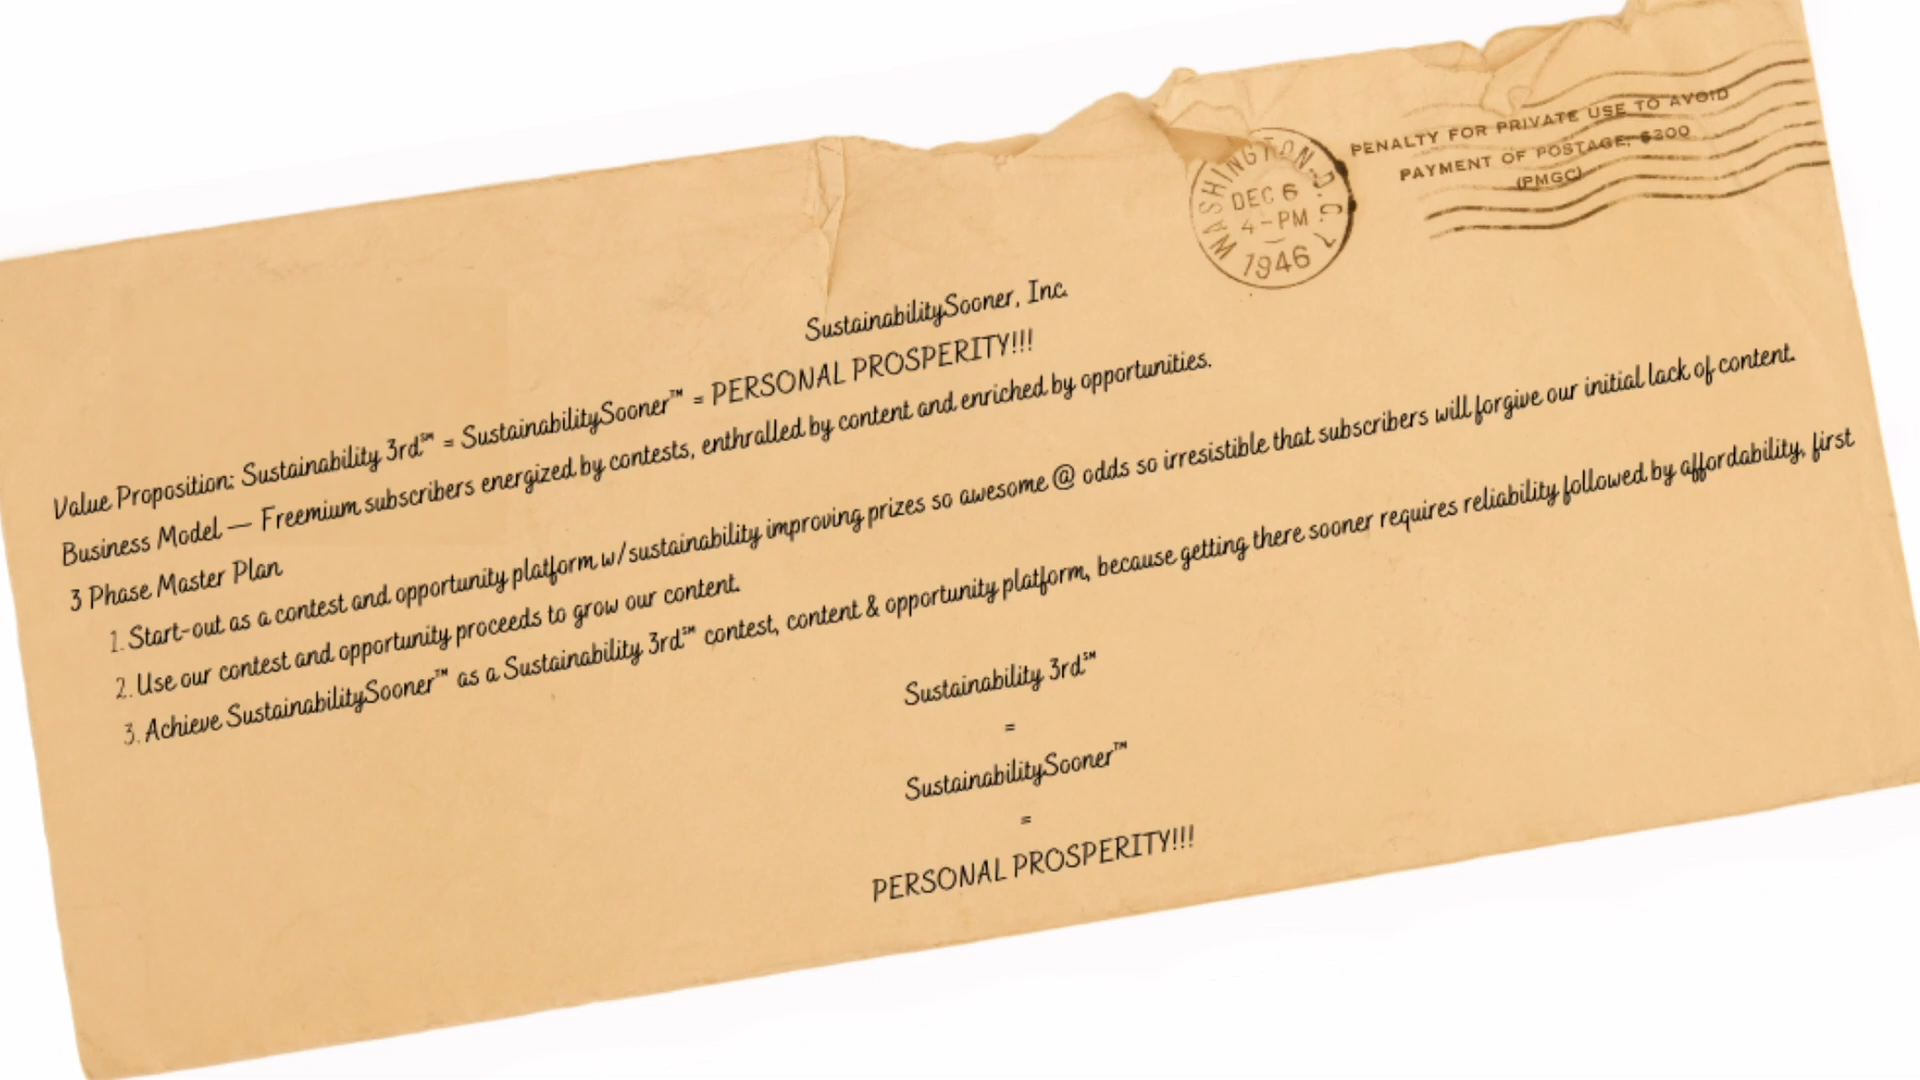 PENALTY FOR PRIVATE USE TO AVOID
PAYMENT OF POSTAGE, $300
(PMGC)
WASHINGTON, D.C. 7
DEC 6
4-PM
1946
SustainabilitySooner, Inc.
Value Proposition: Sustainability 3rd℠ = SustainabilitySooner™ = PERSONAL PROSPERITY!!!
Business Model — Freemium subscribers energized by contests, enthralled by content and enriched by opportunities.
3 Phase Master Plan
1. Start-out as a contest and opportunity platform w/sustainability improving prizes so awesome @ odds so irresistible that subscribers will forgive our initial lack of content.
2. Use our contest and opportunity proceeds to grow our content.
3. Achieve SustainabilitySooner™ as a Sustainability 3rd℠ contest, content & opportunity platform, because getting there sooner requires reliability followed by affordability, first
Sustainability 3rd℠
=
SustainabilitySooner™
=
PERSONAL PROSPERITY!!!